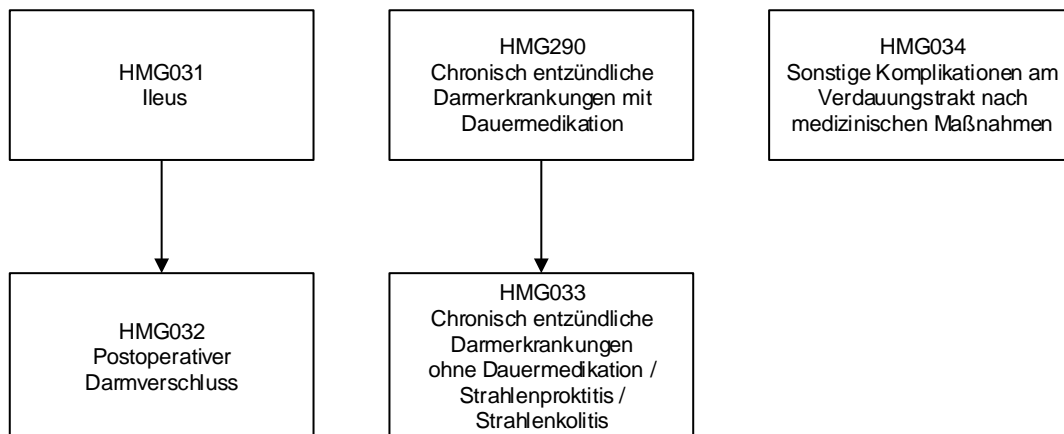 HMG031
Ileus
HMG290
Chronisch entzündliche
Darmerkrankungen mit
Dauermedikation
HMG034
Sonstige Komplikationen am
Verdauungstrakt nach
medizinischen Maßnahmen
HMG032
Postoperativer
Darmverschluss
HMG033
Chronisch entzündliche
Darmerkrankungen
ohne Dauermedikation /
Strahlenproktitis /
Strahlenkolitis